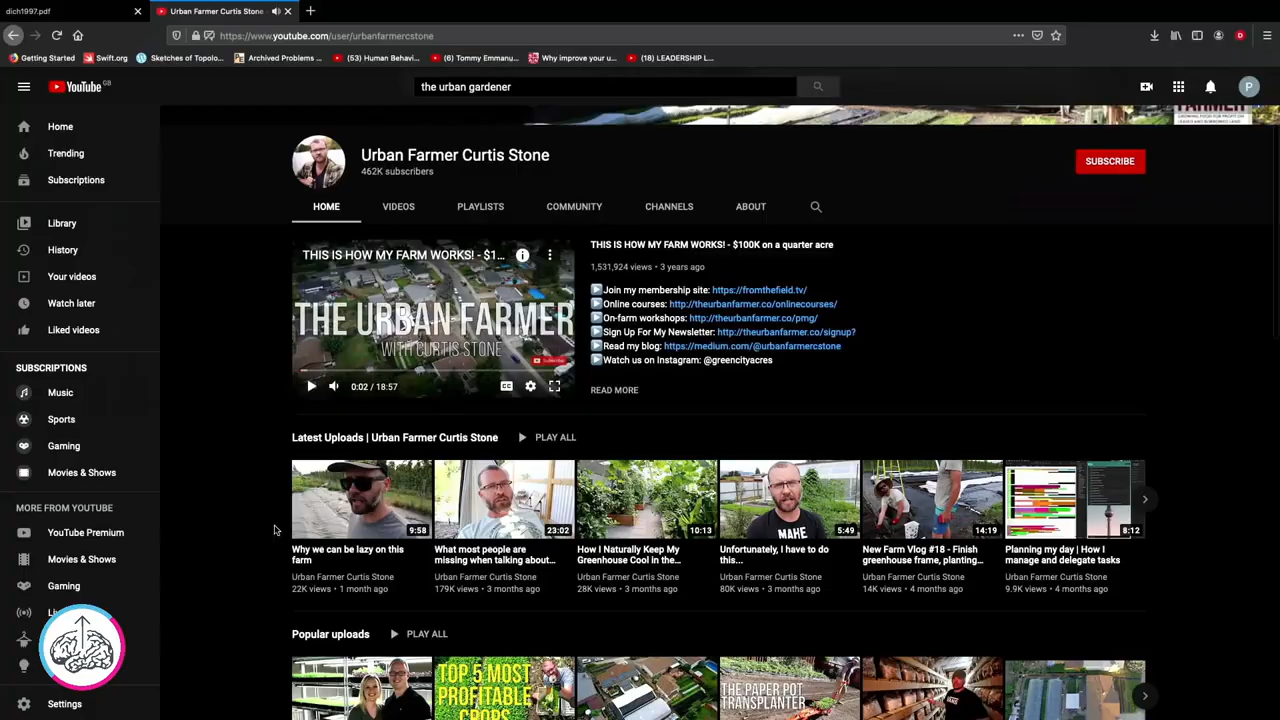 dich1997.pdf
Urban Farmer Curtis Stone
https://www.youtube.com/user/urbanfarmercstone
Getting Started
Swift.org
Sketches of Topolo...
Archived Problems ...
(53) Human Behavi...
(6) Tommy Emmanu...
Why improve your u...
(18) LEADERSHIP L...
YouTube GB
the urban gardener
P
Home
Trending
Subscriptions
Library
History
Your videos
Watch later
Liked videos
SUBSCRIPTIONS
Music
Sports
Gaming
Movies & Shows
MORE FROM YOUTUBE
YouTube Premium
Movies & Shows
Gaming
Settings
Urban Farmer Curtis Stone
462K subscribers
SUBSCRIBE
HOME
VIDEOS
PLAYLISTS
COMMUNITY
CHANNELS
ABOUT
THIS IS HOW MY FARM WORKS! - $1...
THE URBAN FARMER
WITH CURTIS STONE
0:02 / 18:57
THIS IS HOW MY FARM WORKS! - $100K on a quarter acre
1,531,924 views • 3 years ago
Join my membership site: https://fromthefield.tv/
Online courses: http://theurbanfarmer.co/onlinecourses/
On-farm workshops: http://theurbanfarmer.co/pmg/
Sign Up For My Newsletter: http://theurbanfarmer.co/signup?
Read my blog: https://medium.com/@urbanfarmercstone
Watch us on Instagram: @greencityacres
READ MORE
Latest Uploads | Urban Farmer Curtis Stone
PLAY ALL
9:58
Why we can be lazy on this
farm
Urban Farmer Curtis Stone
22K views • 1 month ago
23:02
What most people are
missing when talking about...
Urban Farmer Curtis Stone
179K views • 3 months ago
10:13
How I Naturally Keep My
Greenhouse Cool in the...
Urban Farmer Curtis Stone
28K views • 3 months ago
MAHE
5:49
Unfortunately, I have to do
this...
Urban Farmer Curtis Stone
80K views • 3 months ago
14:19
New Farm Vlog #18 - Finish
greenhouse frame, planting...
Urban Farmer Curtis Stone
14K views • 4 months ago
8:12
Planning my day | How I
manage and delegate tasks
Urban Farmer Curtis Stone
9.9K views • 4 months ago
Popular uploads
PLAY ALL
TOP 5 MOST
PROFITABLE
CROPS
THE PAPER POT
TRANSPLANTER